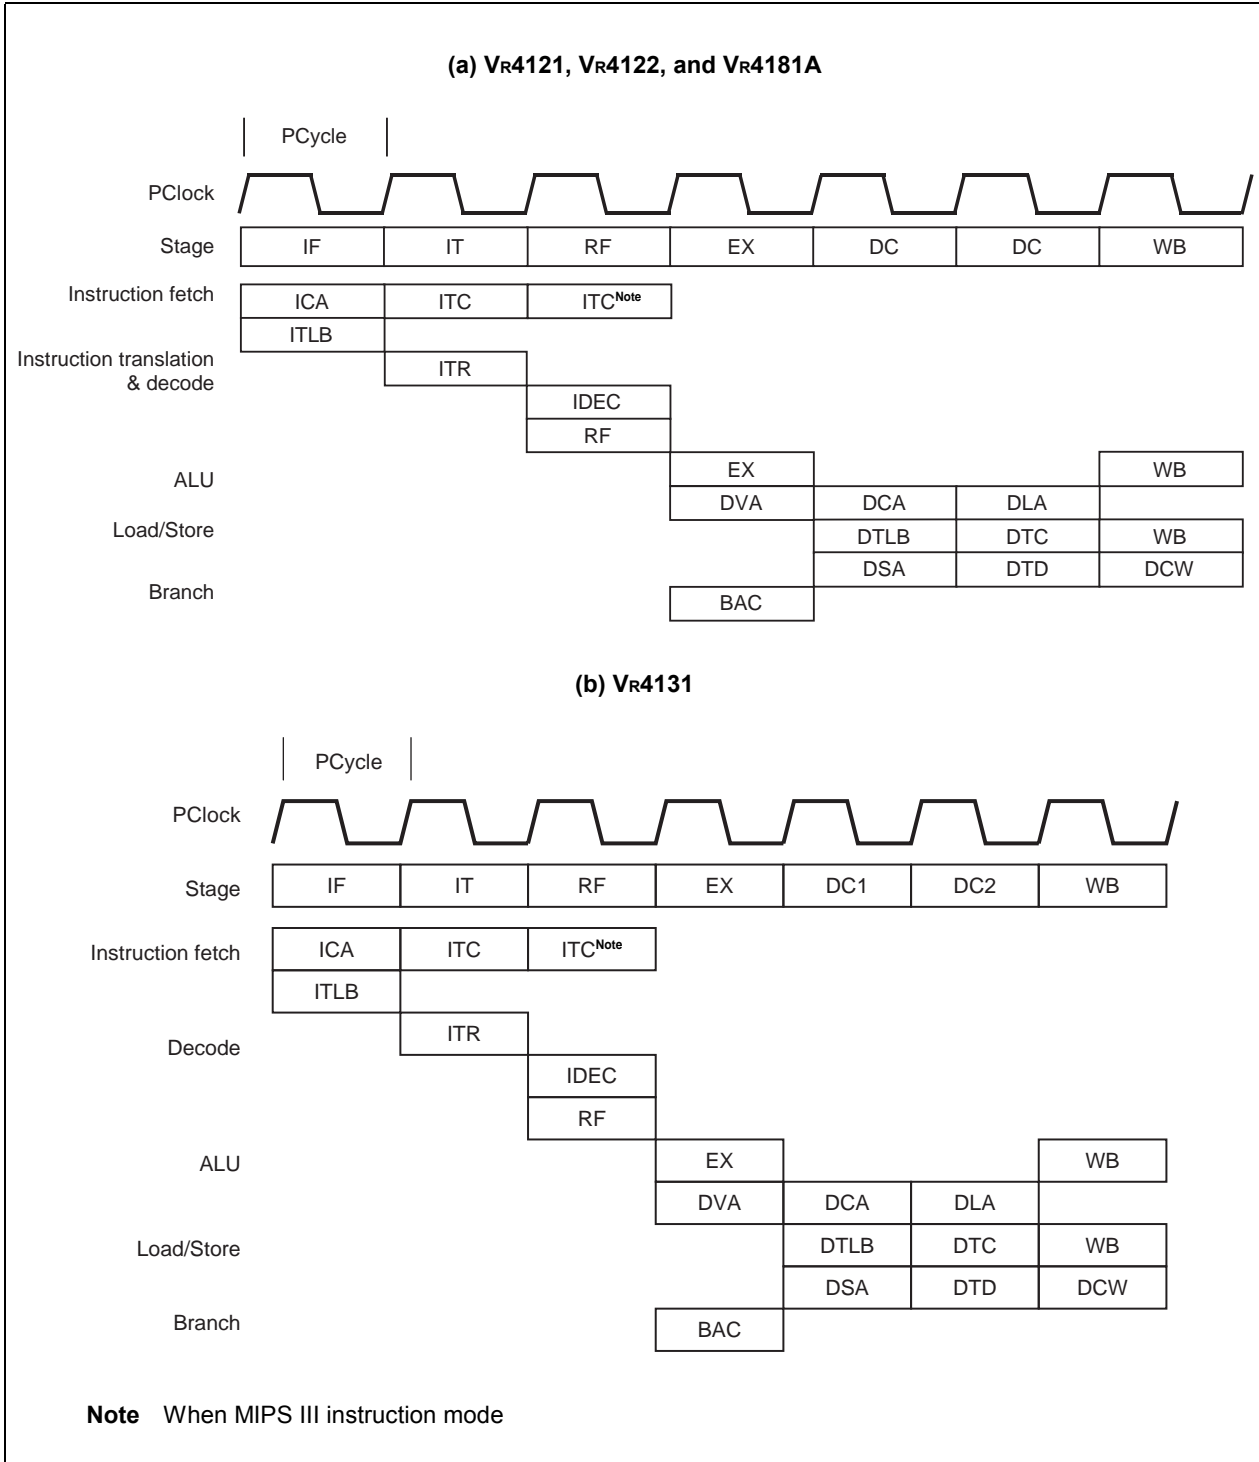 (a) VR4121, VR4122, and VR4181A
PCycle
PClock
Stage IF IT RF EX DC DC WB
Instruction fetch ICA ITC ITC Note
ITLB
Instruction translation
& decode
ITR
IDEC
RF
ALU EX WB
DVA DCA DLA
Load/Store DTLB DTC WB
DSA DTD DCW
Branch BAC
(b) VR4131
PCycle
PClock
Stage IF IT RF EX DC1 DC2 WB
Instruction fetch ICA ITC ITC Note
ITLB
Decode ITR
IDEC
RF
ALU EX WB
DVA DCA DLA
Load/Store DTLB DTC WB
DSA DTD DCW
Branch BAC
Note When MIPS III instruction mode